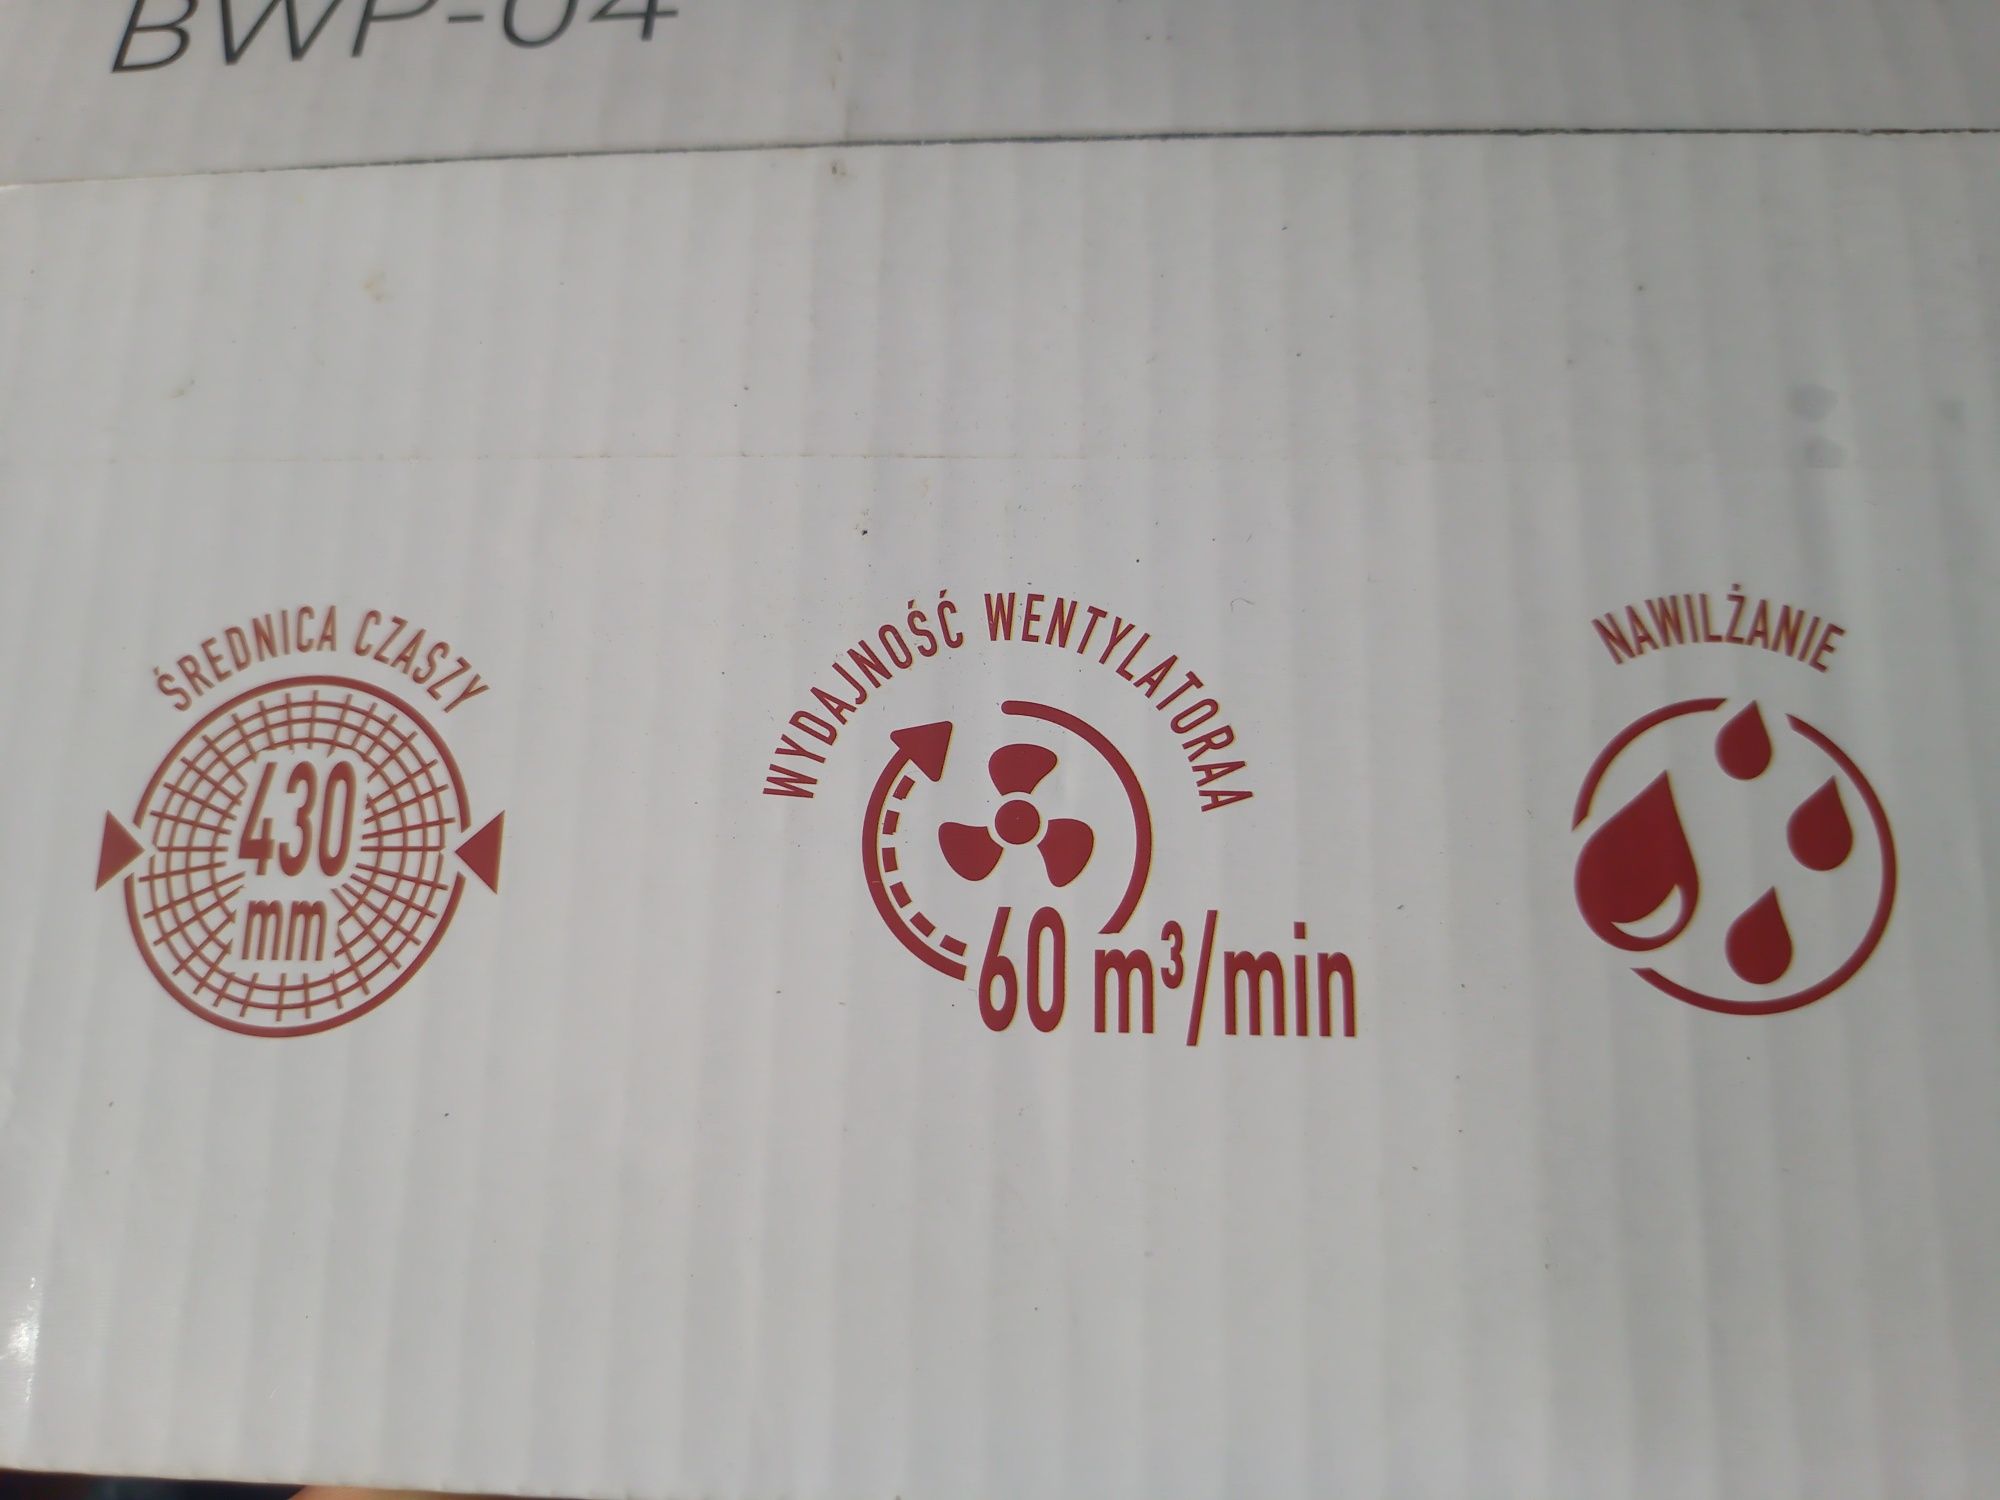 BWP-04
ŚREDNICA CZASZY
430
mm
WYDAJNOŚĆ WENTYLATORAA
60 m³/min
NAWILŻANIE